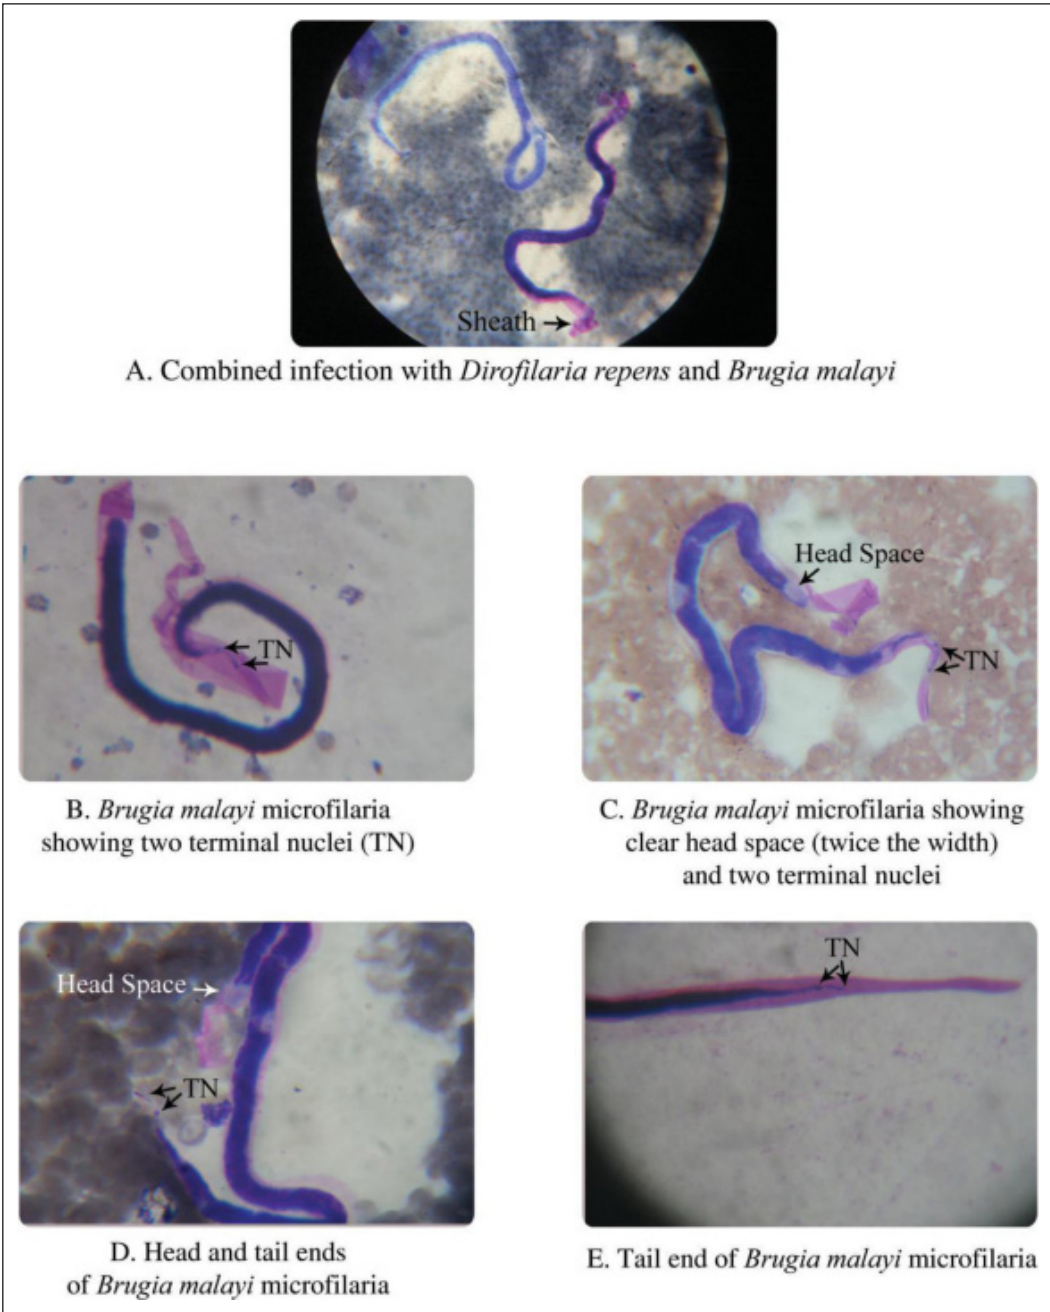 Sheath
A. Combined infection with Dirofilaria repens and Brugia malayi
TN
B. Brugia malayi microfilaria
showing two terminal nuclei (TN)
Head Space
TN
C. Brugia malayi microfilaria showing
clear head space (twice the width)
and two terminal nuclei
Head Space
TN
D. Head and tail ends
of Brugia malayi microfilaria
TN
E. Tail end of Brugia malayi microfilaria